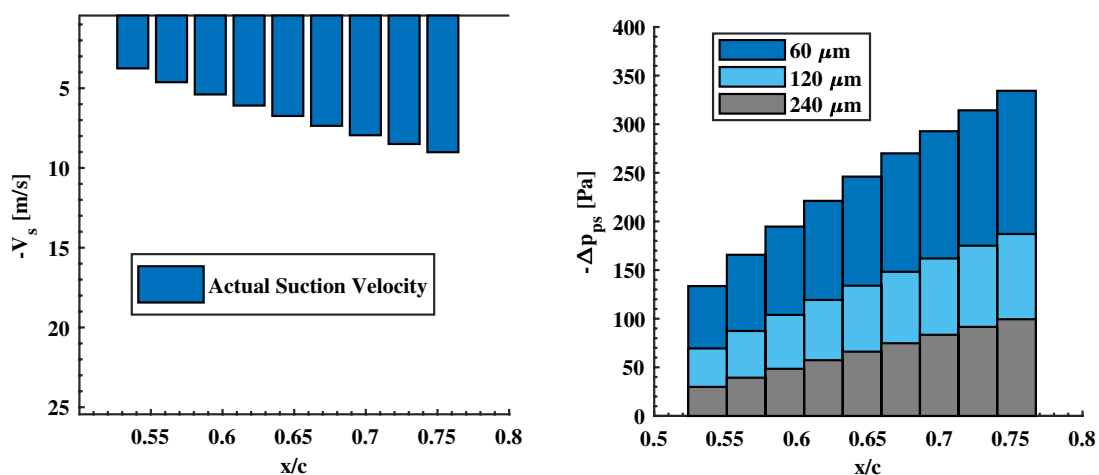 5
10
15
20
25
-V_s [m/s]
Actual Suction Velocity
0.55 0.6 0.65 0.7 0.75 0.8
x/c
400
350
300
250
200
150
100
50
0
-Δp_ps [Pa]
60 μm
120 μm
240 μm
0.5 0.55 0.6 0.65 0.7 0.75 0.8
x/c